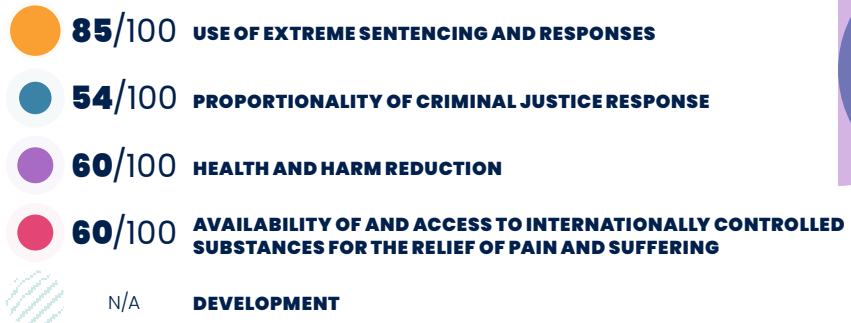 85/100 USE OF EXTREME SENTENCING AND RESPONSES
54/100 PROPORTIONALITY OF CRIMINAL JUSTICE RESPONSE
60/100 HEALTH AND HARM REDUCTION
60/100 AVAILABILITY OF AND ACCESS TO INTERNATIONALLY CONTROLLED
SUBSTANCES FOR THE RELIEF OF PAIN AND SUFFERING
N/A DEVELOPMENT